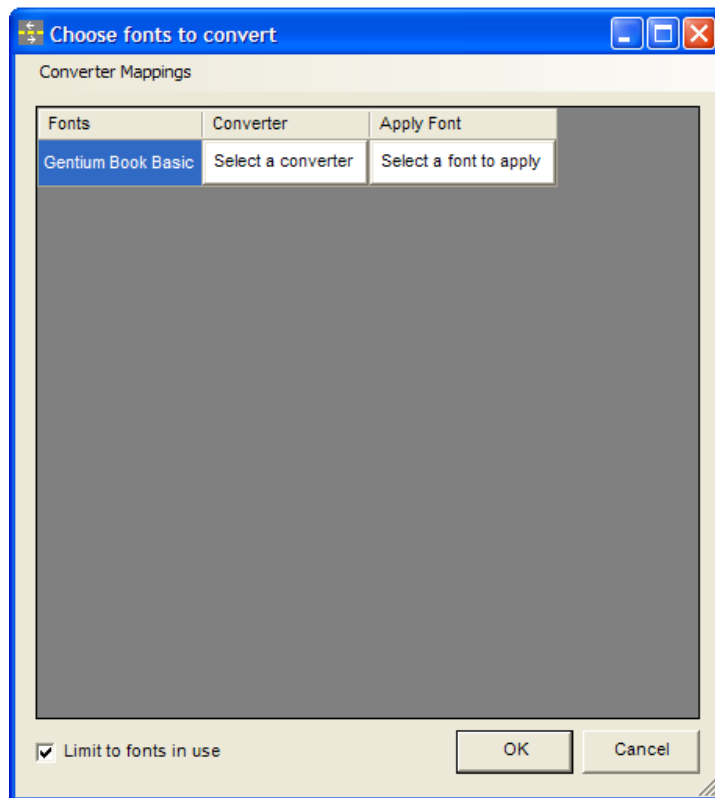 Choose fonts to convert
Converter Mappings
Fonts Converter Apply Font
Gentium Book Basic Select a converter Select a font to apply
Limit to fonts in use OK Cancel